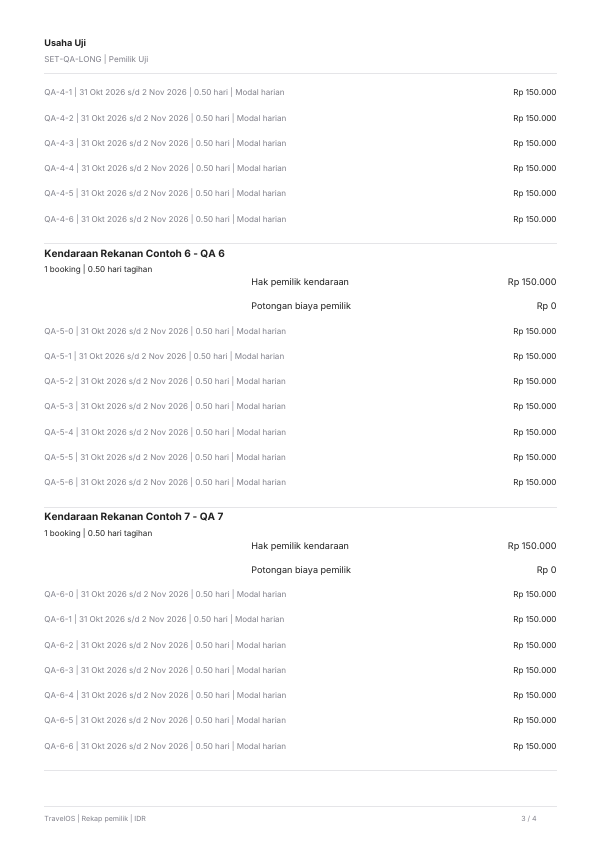 Usaha Uji
SET-QA-LONG | Pemilik Uji
QA-4-1 | 31 Okt 2026 s/d 2 Nov 2026 | 0.50 hari | Modal harian Rp 150.000
QA-4-2 | 31 Okt 2026 s/d 2 Nov 2026 | 0.50 hari | Modal harian Rp 150.000
QA-4-3 | 31 Okt 2026 s/d 2 Nov 2026 | 0.50 hari | Modal harian Rp 150.000
QA-4-4 | 31 Okt 2026 s/d 2 Nov 2026 | 0.50 hari | Modal harian Rp 150.000
QA-4-5 | 31 Okt 2026 s/d 2 Nov 2026 | 0.50 hari | Modal harian Rp 150.000
QA-4-6 | 31 Okt 2026 s/d 2 Nov 2026 | 0.50 hari | Modal harian Rp 150.000
Kendaraan Rekanan Contoh 6 - QA 6
1 booking | 0.50 hari tagihan
Hak pemilik kendaraan Rp 150.000
Potongan biaya pemilik Rp 0
QA-5-0 | 31 Okt 2026 s/d 2 Nov 2026 | 0.50 hari | Modal harian Rp 150.000
QA-5-1 | 31 Okt 2026 s/d 2 Nov 2026 | 0.50 hari | Modal harian Rp 150.000
QA-5-2 | 31 Okt 2026 s/d 2 Nov 2026 | 0.50 hari | Modal harian Rp 150.000
QA-5-3 | 31 Okt 2026 s/d 2 Nov 2026 | 0.50 hari | Modal harian Rp 150.000
QA-5-4 | 31 Okt 2026 s/d 2 Nov 2026 | 0.50 hari | Modal harian Rp 150.000
QA-5-5 | 31 Okt 2026 s/d 2 Nov 2026 | 0.50 hari | Modal harian Rp 150.000
QA-5-6 | 31 Okt 2026 s/d 2 Nov 2026 | 0.50 hari | Modal harian Rp 150.000
Kendaraan Rekanan Contoh 7 - QA 7
1 booking | 0.50 hari tagihan
Hak pemilik kendaraan Rp 150.000
Potongan biaya pemilik Rp 0
QA-6-0 | 31 Okt 2026 s/d 2 Nov 2026 | 0.50 hari | Modal harian Rp 150.000
QA-6-1 | 31 Okt 2026 s/d 2 Nov 2026 | 0.50 hari | Modal harian Rp 150.000
QA-6-2 | 31 Okt 2026 s/d 2 Nov 2026 | 0.50 hari | Modal harian Rp 150.000
QA-6-3 | 31 Okt 2026 s/d 2 Nov 2026 | 0.50 hari | Modal harian Rp 150.000
QA-6-4 | 31 Okt 2026 s/d 2 Nov 2026 | 0.50 hari | Modal harian Rp 150.000
QA-6-5 | 31 Okt 2026 s/d 2 Nov 2026 | 0.50 hari | Modal harian Rp 150.000
QA-6-6 | 31 Okt 2026 s/d 2 Nov 2026 | 0.50 hari | Modal harian Rp 150.000
TravelOS | Rekap pemilik | IDR 3 / 4